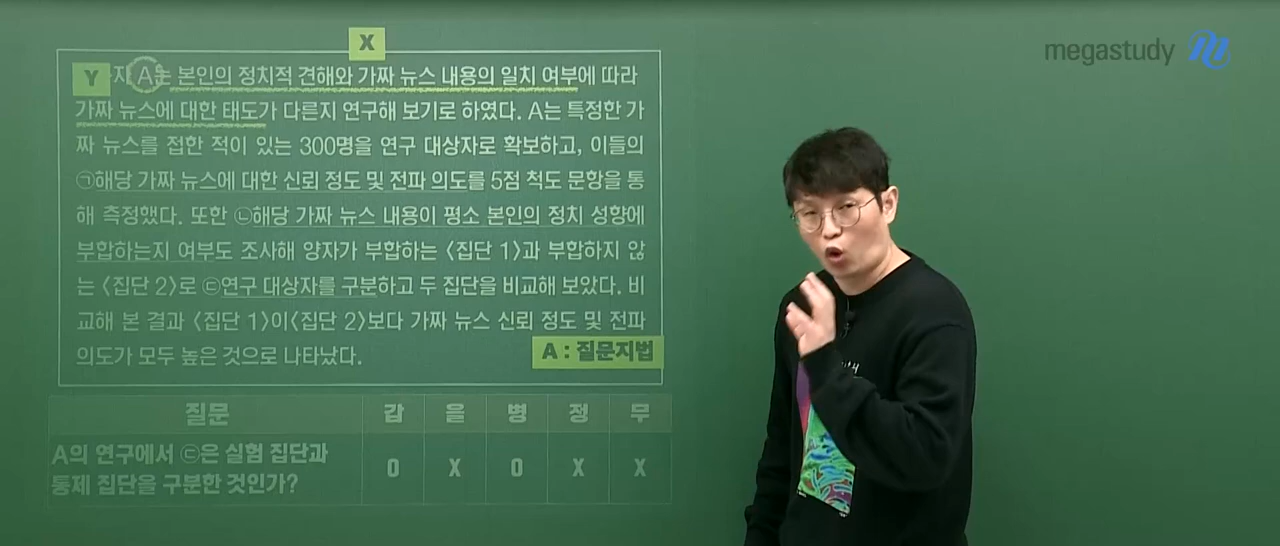 X
megastudy
Y
자 A는 본인의 정치적 견해와 가짜 뉴스 내용의 일치 여부에 따라
가짜 뉴스에 대한 태도가 다른지 연구해 보기로 하였다. A는 특정한 가
짜 뉴스를 접한 적이 있는 300명을 연구 대상자로 확보하고, 이들의
㉠해당 가짜 뉴스에 대한 신뢰 정도 및 전파 의도를 5점 척도 문항을 통
해 측정했다. 또한 ㉡해당 가짜 뉴스 내용이 평소 본인의 정치 성향에
부합하는지 여부도 조사해 양자가 부합하는 〈집단 1〉과 부합하지 않
는 〈집단 2〉로 ㉢연구 대상자를 구분하고 두 집단을 비교해 보았다. 비
교해 본 결과 〈집단 1〉이〈집단 2〉보다 가짜 뉴스 신뢰 정도 및 전파
의도가 모두 높은 것으로 나타났다.
A : 질문지법
질문 갑 을 병 정 무
A의 연구에서 ㉢은 실험 집단과
통제 집단을 구분한 것인가? O X O X X